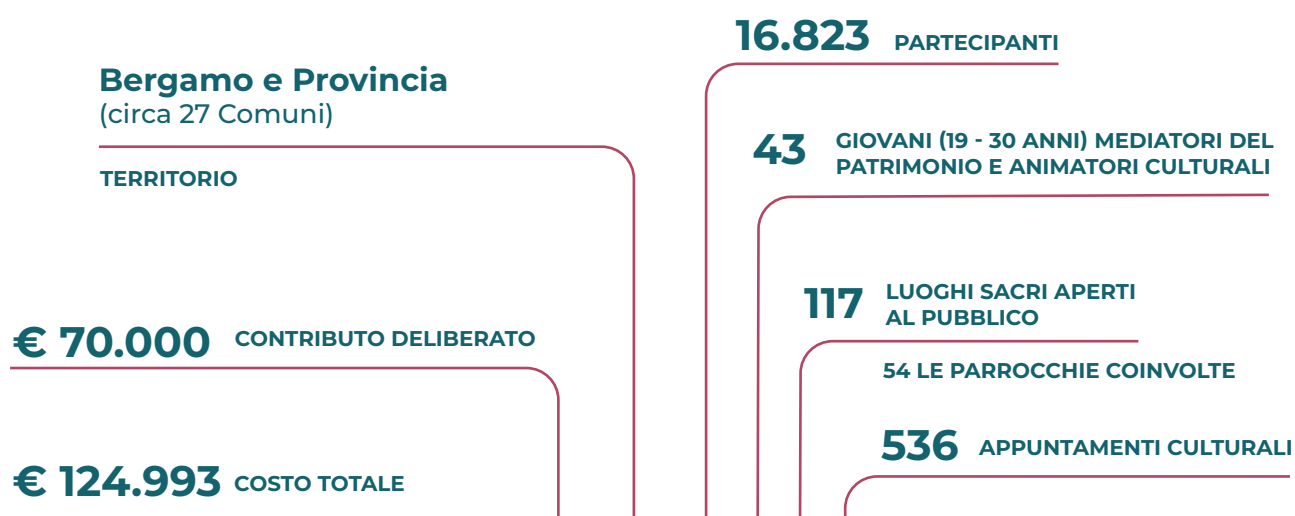 Bergamo e Provincia
(circa 27 Comuni)
TERRITORIO
€ 70.000 CONTRIBUTO DELIBERATO
€ 124.993 COSTO TOTALE
16.823 PARTECIPANTI
43 GIOVANI (19 - 30 ANNI) MEDIATORI DEL
PATRIMONIO E ANIMATORI CULTURALI
117 LUOGHI SACRI APERTI
AL PUBBLICO
54 LE PARROCCHIE COINVOLTE
536 APPUNTAMENTI CULTURALI